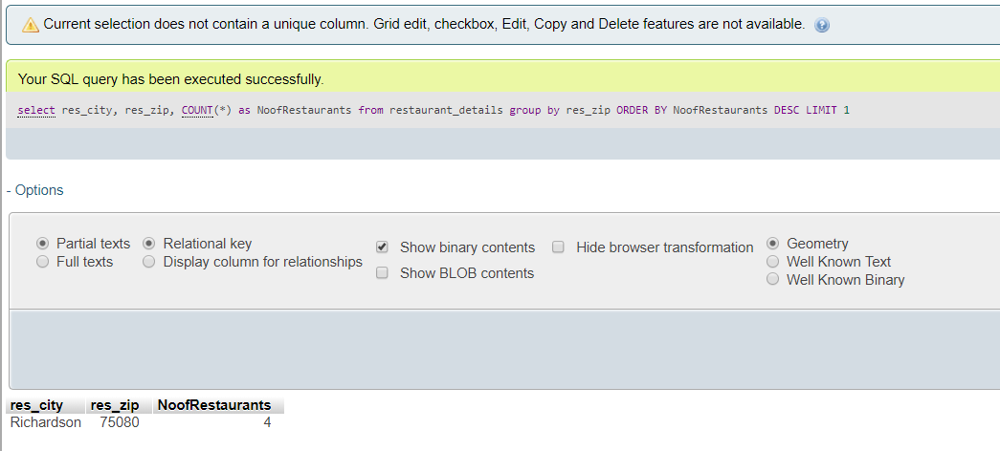 Current selection does not contain a unique column. Grid edit, checkbox, Edit, Copy and Delete features are not available.
Your SQL query has been executed successfully.
select res_city, res_zip, COUNT(*) as NoofRestaurants from restaurant_details group by res_zip ORDER BY NoofRestaurants DESC LIMIT 1
- Options
Partial texts Relational key Show binary contents Hide browser transformation Geometry
Full texts Display column for relationships Show BLOB contents Well Known Text
Well Known Binary
res_city res_zip NoofRestaurants
Richardson 75080 4